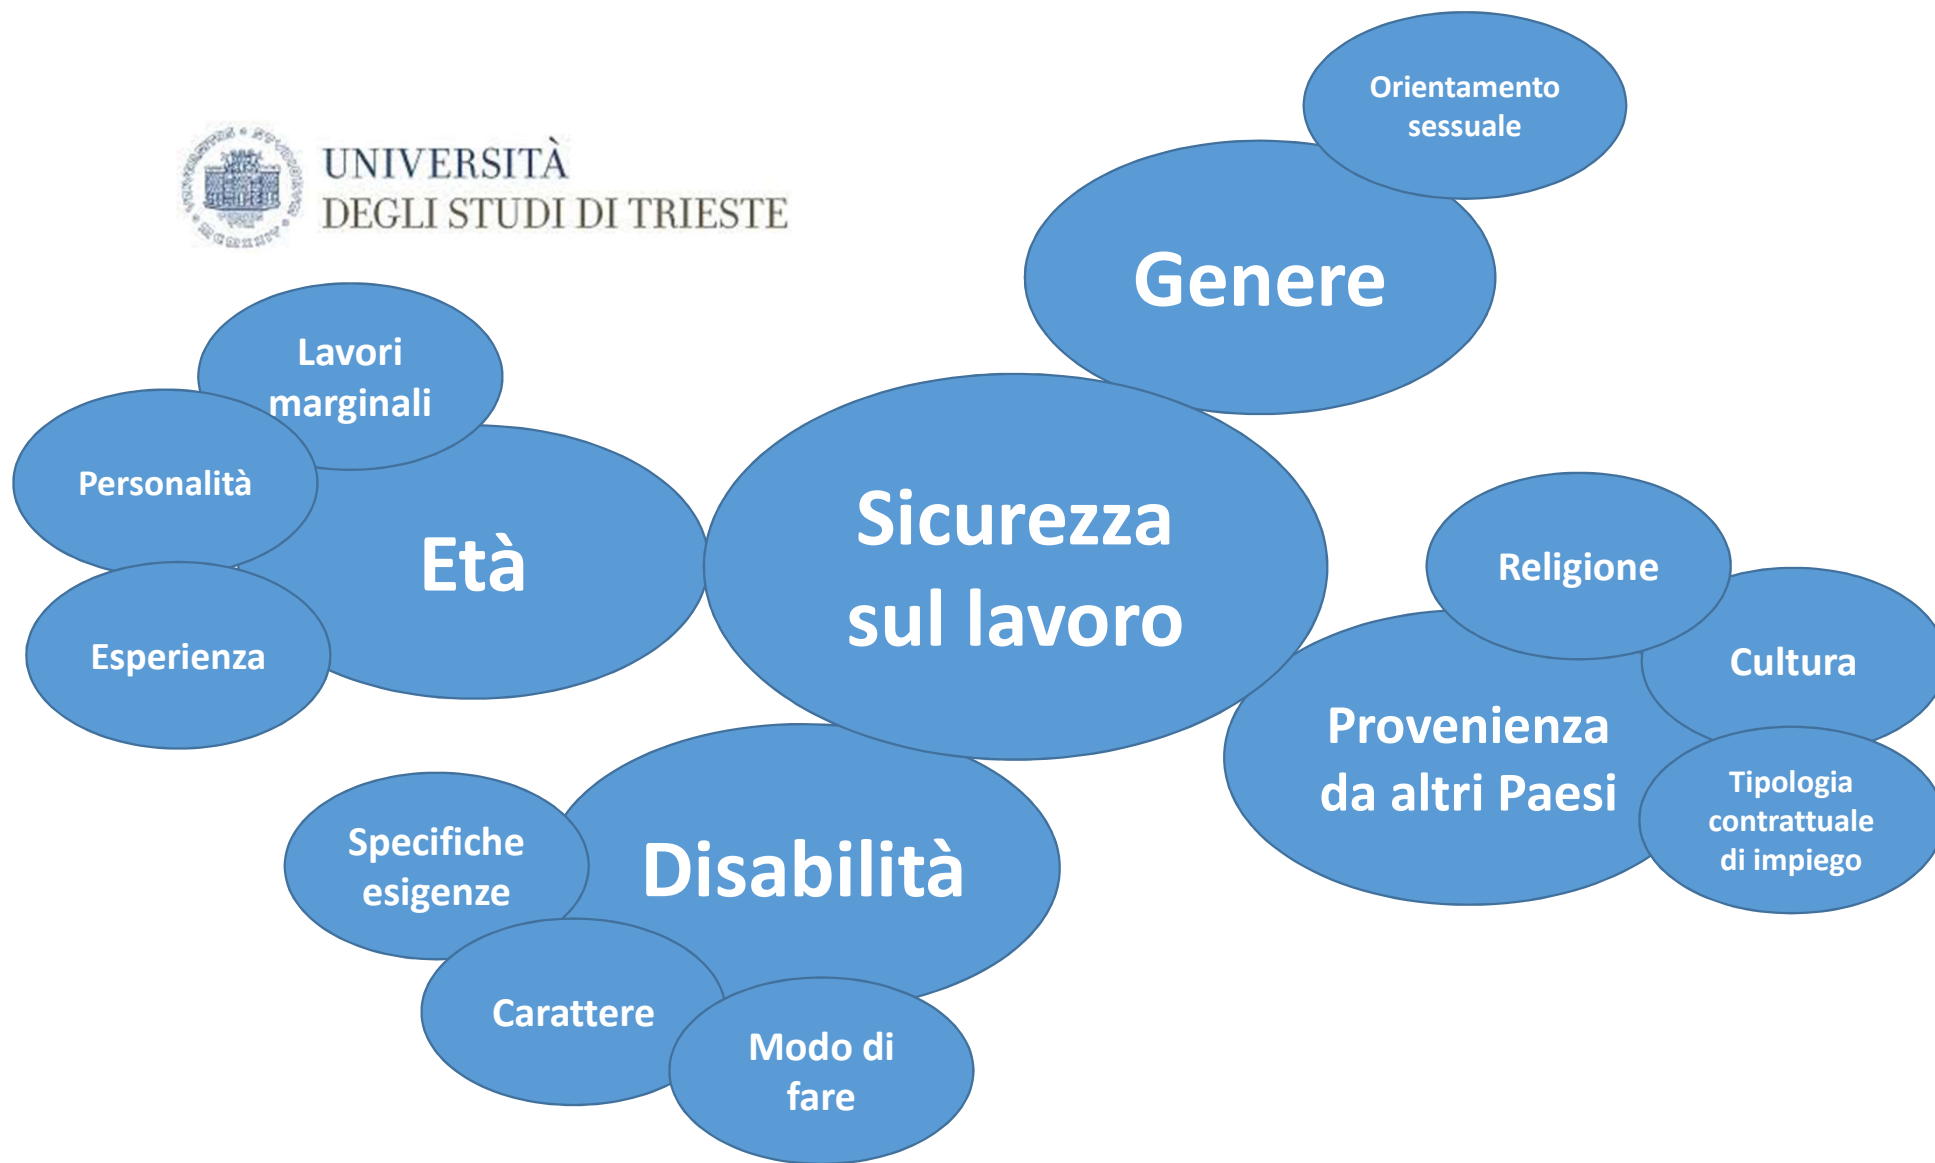 UNIVERSITÀ
DEGLI STUDI DI TRIESTE
Orientamento
sessuale
Genere
Lavori
marginali
Personalità
Età
Esperienza
Sicurezza
sul lavoro
Religione
Cultura
Provenienza
da altri Paesi
Tipologia
contrattuale
di impiego
Specifiche
esigenze
Disabilità
Carattere
Modo di
fare